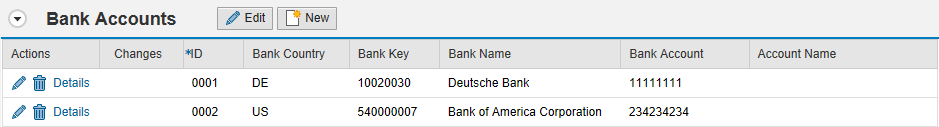 Bank Accounts Edit New
Actions Changes *ID Bank Country Bank Key Bank Name Bank Account Account Name
Details 0001 DE 10020030 Deutsche Bank 11111111
Details 0002 US 540000007 Bank of America Corporation 234234234